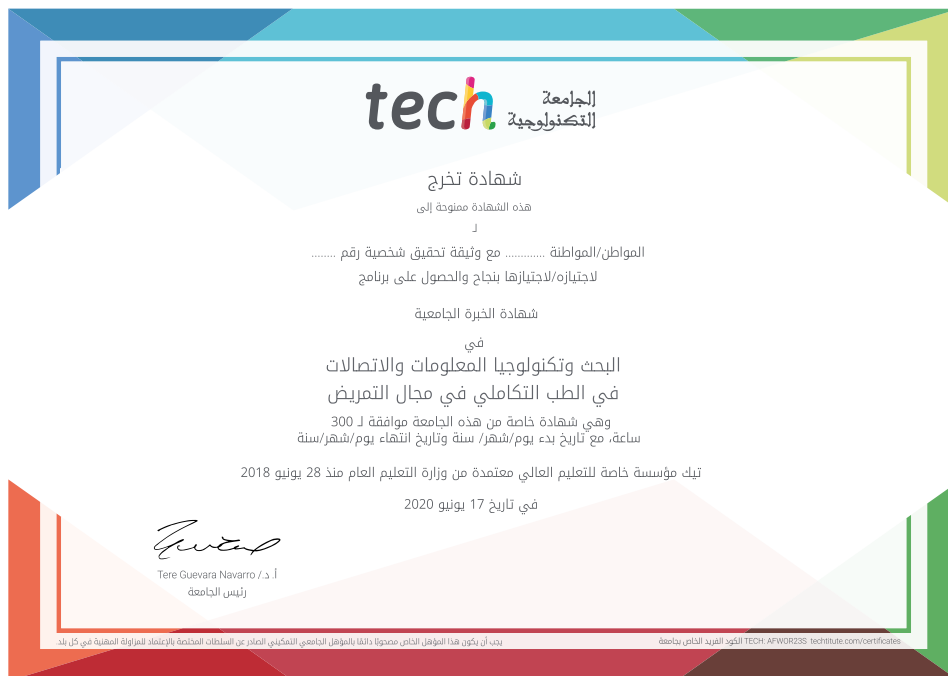 tech الجامعة
التكنولوجية
شهادة تخرج
هذه الشهادة ممنوحة إلى
لـ
المواطن/المواطنة ............. مع وثيقة تحقيق شخصية رقم ........
لاجتيازه/لاجتيازها بنجاح والحصول على برنامج
شهادة الخبرة الجامعية
في
البحث وتكنولوجيا المعلومات والاتصالات
في الطب التكاملي في مجال التمريض
وهي شهادة خاصة من هذه الجامعة موافقة لـ 300
ساعة، مع تاريخ بدء يوم/شهر/ سنة وتاريخ انتهاء يوم/شهر/سنة
تيك مؤسسة خاصة للتعليم العالي معتمدة من وزارة التعليم العام منذ 28 يونيو 2018
في تاريخ 17 يونيو 2020
أ. د./ Tere Guevara Navarro
رئيس الجامعة
يجب أن يكون هذا المؤهل الخاص مصحوبًا دائمًا بالمؤهل الجامعي التمكيني الصادر عن السلطات المختصة بالإعتماد للمزاولة المهنية في كل بلد.
الكود الفريد الخاص بجامعة TECH: AFWOR23S techtitute.com/certificates